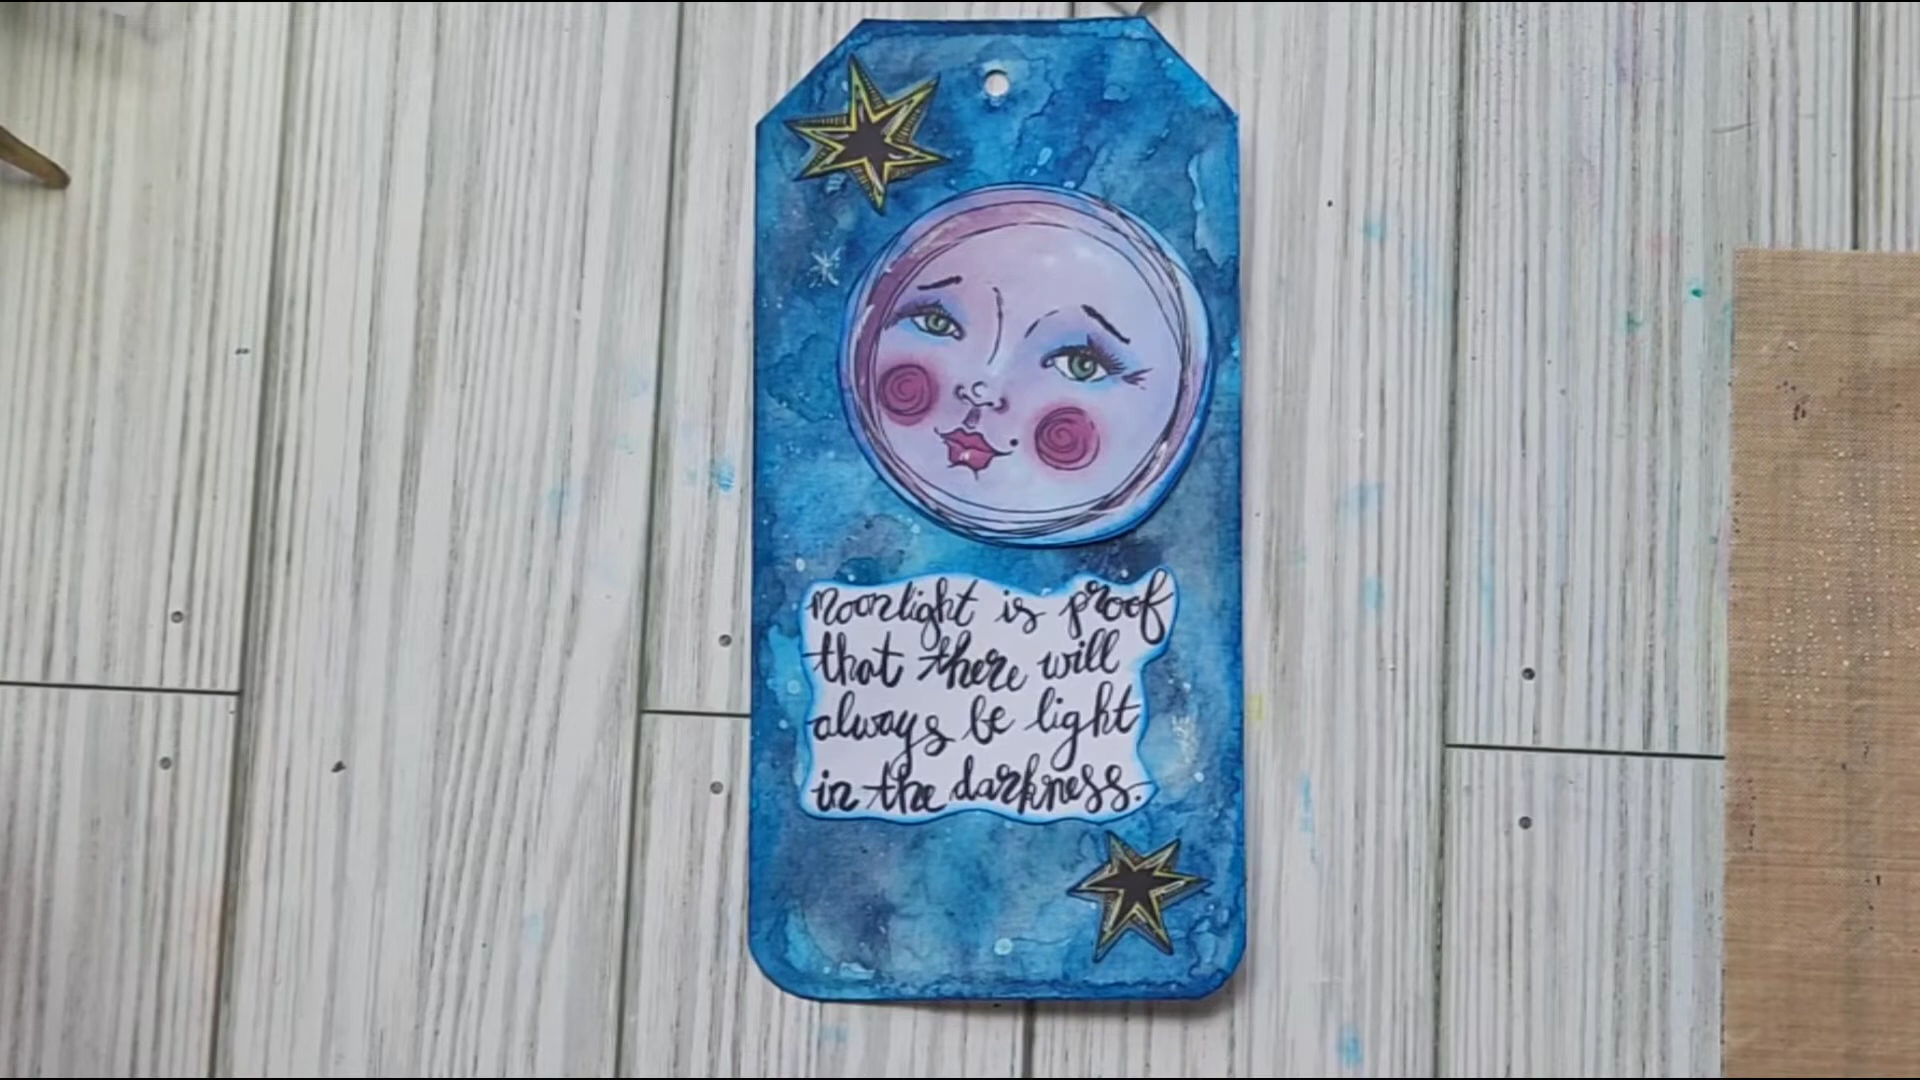 Moonlight is proof
that there will
always be light
in the darkness.